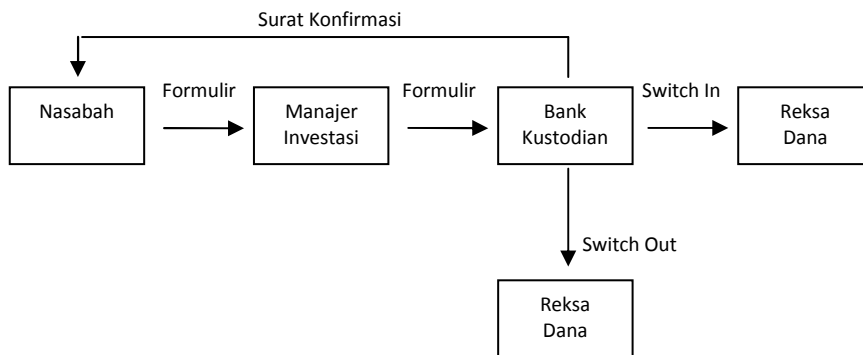 Surat Konfirmasi
Nasabah
Formulir
Manajer
Investasi
Formulir
Bank
Kustodian
Switch In
Reksa
Dana
Switch Out
Reksa
Dana